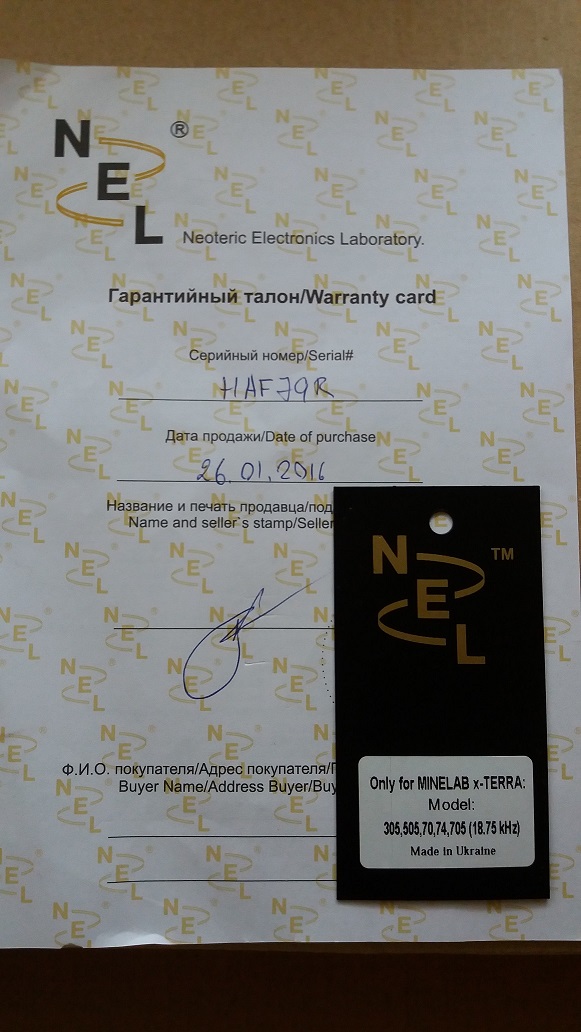 NEL ®
Neoteric Electronics Laboratory.
Гарантийный талон/Warranty card
Серийный номер/Serial#
HAF79R
Дата продажи/Date of purchase
26.01.2016
Название и печать продавца/под
Name and seller`s stamp/Seller
Ф.И.О. покупателя/Адрес покупателя/
Buyer Name/Address Buyer/Buy
NEL ™
Only for MINELAB x-TERRA:
Model:
305,505,70,74,705 (18.75 kHz)
Made in Ukraine